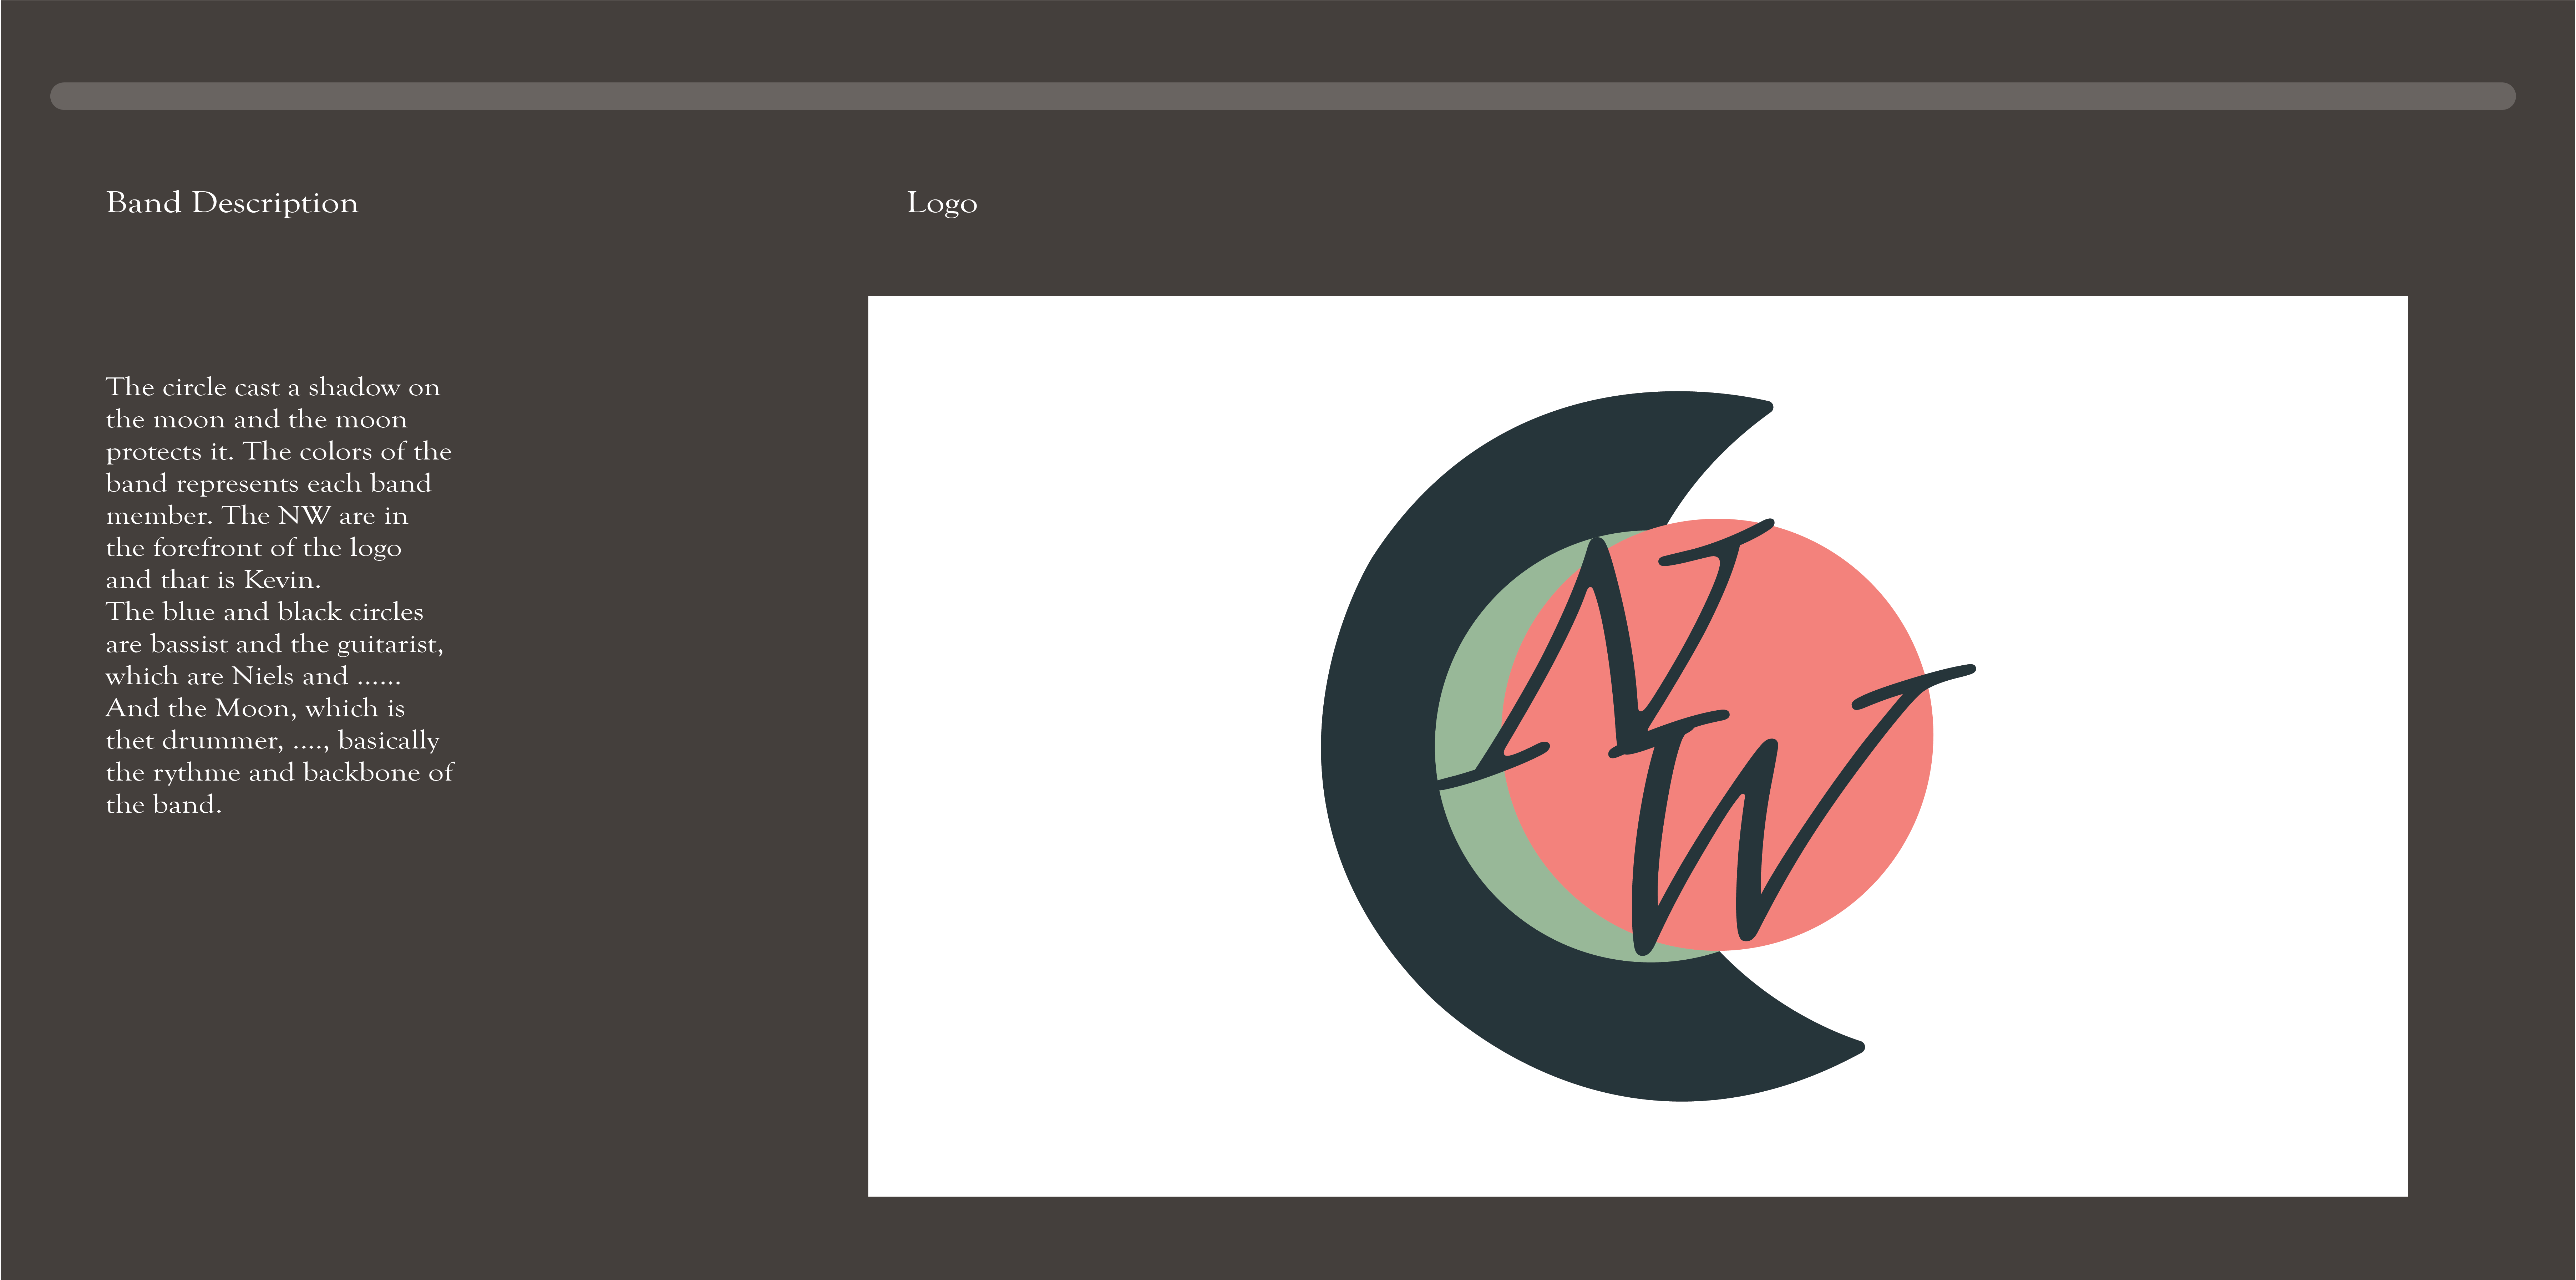 Band Description
Logo
The circle cast a shadow on
the moon and the moon
protects it. The colors of the
band represents each band
member. The NW are in
the forefront of the logo
and that is Kevin.
The blue and black circles
are bassist and the guitarist,
which are Niels and ......
And the Moon, which is
thet drummer, ...., basically
the rythme and backbone of
the band.
N
W